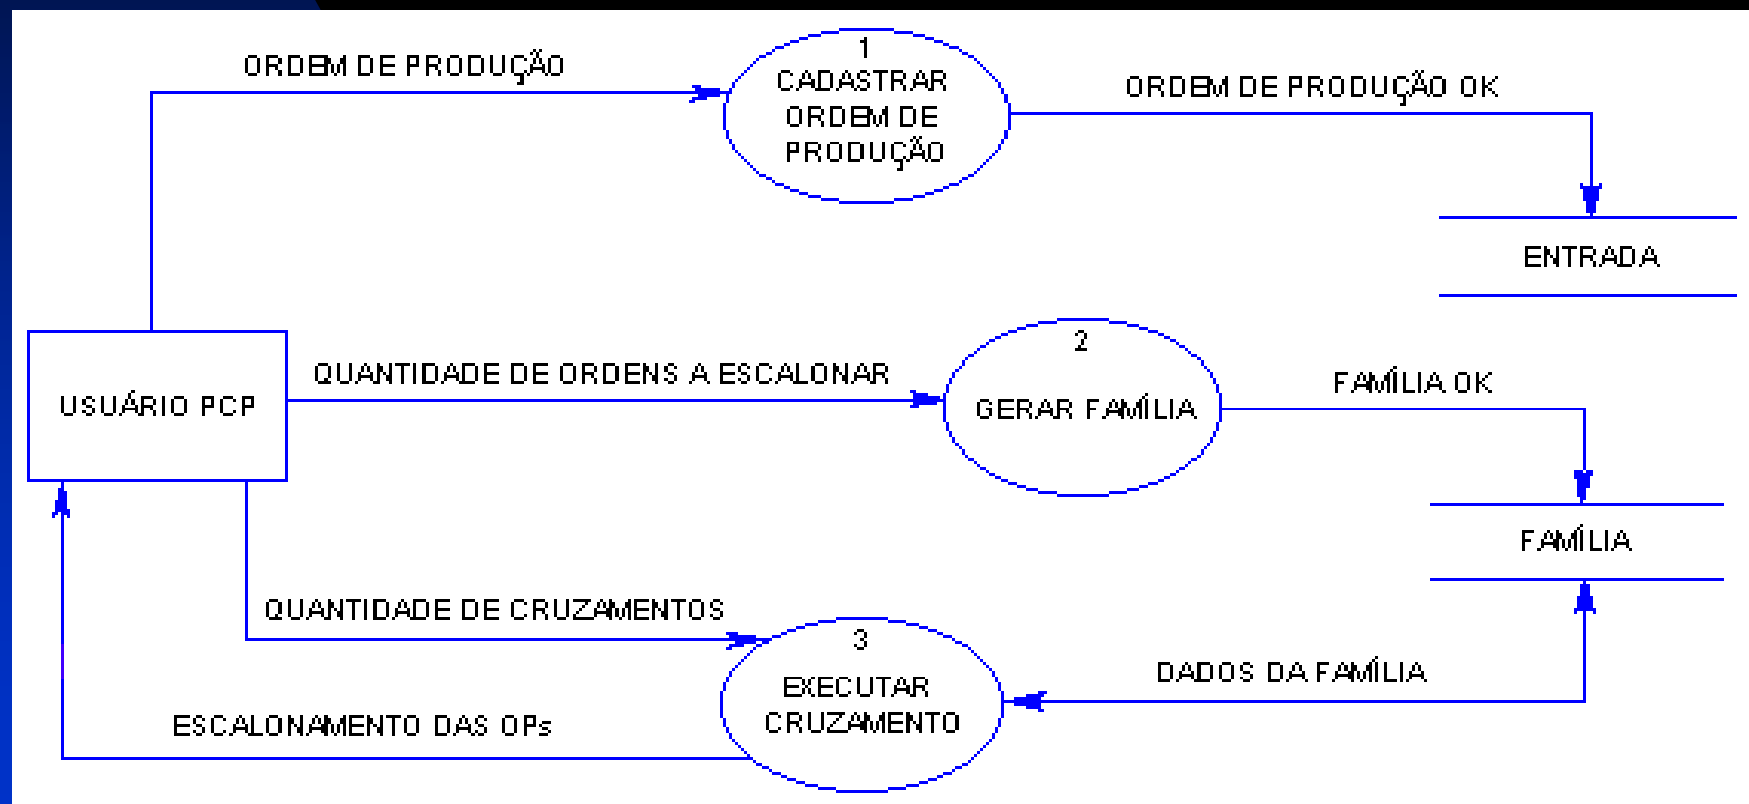 ORDEM DE PRODUÇÃO
1
CADASTRAR
ORDEM DE
PRODUÇÃO
ORDEM DE PRODUÇÃO OK
ENTRADA
USUÁRIO PCP
QUANTIDADE DE ORDENS A ESCALONAR
2
GERAR FAMÍLIA
FAMÍLIA OK
FAMÍLIA
QUANTIDADE DE CRUZAMENTOS
3
EXECUTAR
CRUZAMENTO
DADOS DA FAMÍLIA
ESCALONAMENTO DAS OPs